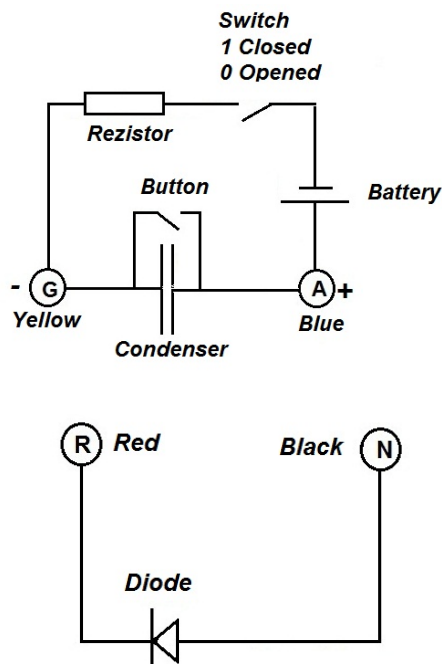 Switch
1 Closed
0 Opened
Rezistor
Button
Battery
- G
A +
Yellow
Blue
Condenser
R Red
Black N
Diode